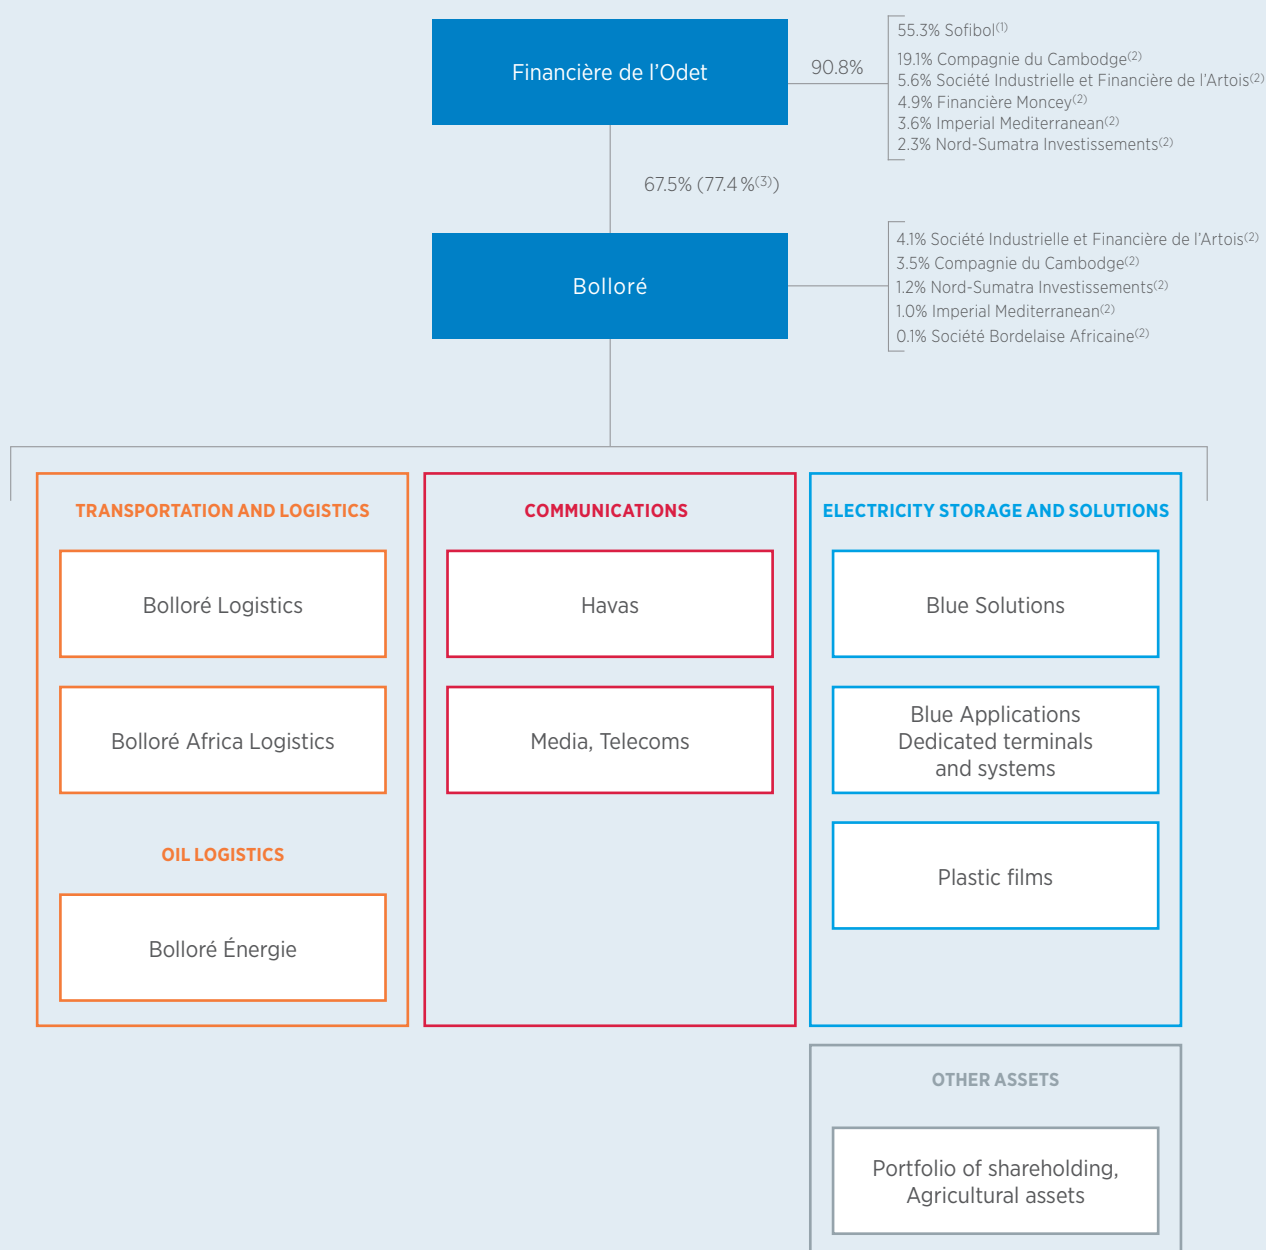 Financière de l’Odet
90.8%
55.3% Sofibol(1)
19.1% Compagnie du Cambodge(2)
5.6% Société Industrielle et Financière de l’Artois(2)
4.9% Financière Moncey(2)
3.6% Imperial Mediterranean(2)
2.3% Nord-Sumatra Investissements(2)
67.5% (77.4 %(3))
Bolloré
4.1% Société Industrielle et Financière de l’Artois(2)
3.5% Compagnie du Cambodge(2)
1.2% Nord-Sumatra Investissements(2)
1.0% Imperial Mediterranean(2)
0.1% Société Bordelaise Africaine(2)
TRANSPORTATION AND LOGISTICS
Bolloré Logistics
Bolloré Africa Logistics
OIL LOGISTICS
Bolloré Énergie
COMMUNICATIONS
Havas
Media, Telecoms
ELECTRICITY STORAGE AND SOLUTIONS
Blue Solutions
Blue Applications
Dedicated terminals
and systems
Plastic films
OTHER ASSETS
Portfolio of shareholding,
Agricultural assets